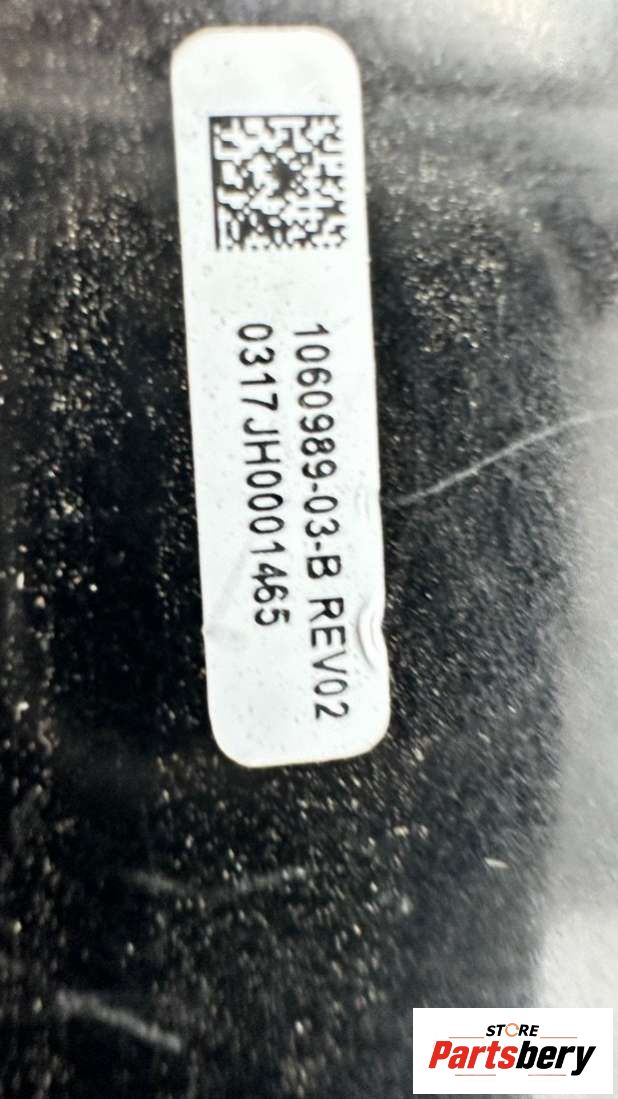 1060989-03-B REV02
0317JH0001465
STORE
Partsbery